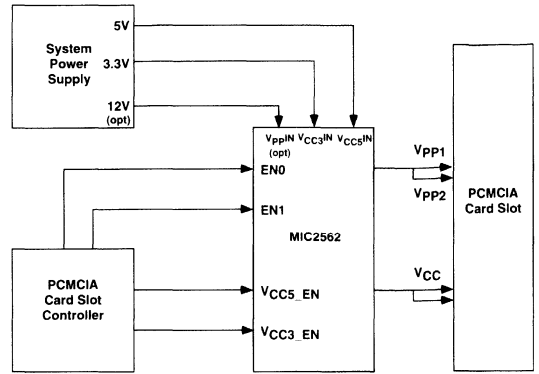 System
Power
Supply
5V
3.3V
12V
(opt)
VPPIN VCC3IN VCC5IN
(opt)
EN0
EN1
MIC2562
VCC5_EN
VCC3_EN
PCMCIA
Card Slot
Controller
VPP1
VPP2
VCC
PCMCIA
Card Slot